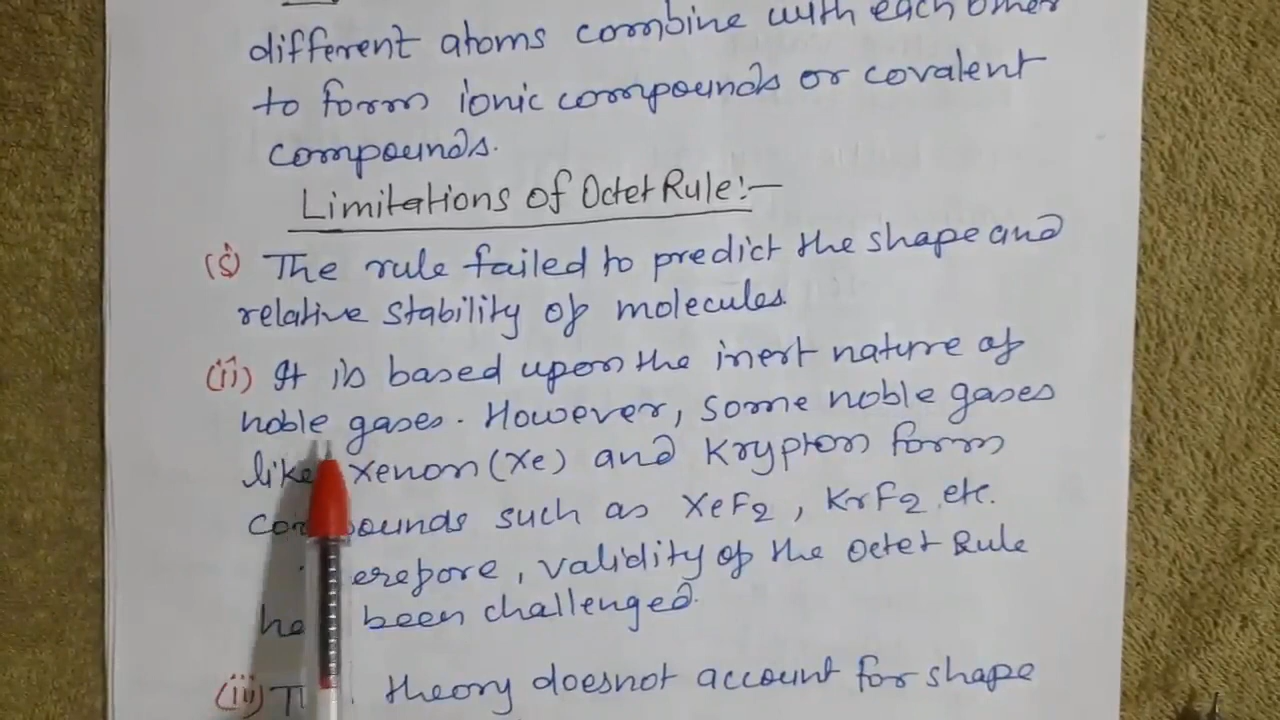 different atoms combine with each other
to form ionic compounds or covalent
compounds.
Limitations of Octet Rule:-
(i) The rule failed to predict the shape and
relative stability of molecules.
(ii) It is based upon the inert nature of
noble gases. However, some noble gases
like Xenon (Xe) and Krypton form
such as XeF2, KrF2 etc.
validity of the Octet Rule
been challenged.
(iii) theory doesnot account for shape